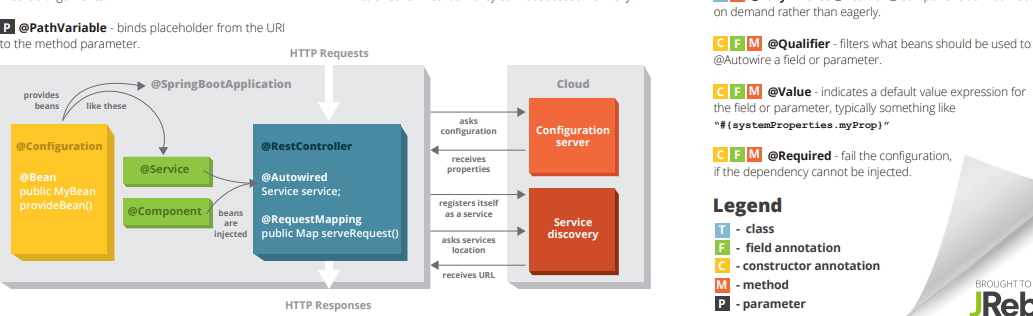 P @PathVariable - binds placeholder from the URI
to the method parameter.
HTTP Requests
@SpringBootApplication
provides
beans
like these
@Configuration
@Bean
public MyBean
provideBean()
@Service
@Component
beans
are
injected
@RestController
@Autowired
Service service;
@RequestMapping
public Map serveRequest()
HTTP Responses
asks
configuration
receives
properties
registers itself
as a service
asks services
location
receives URL
Cloud
Configuration
server
Service
discovery
on demand rather than eagerly.
C F M @Qualifier - filters what beans should be used to
@Autowire a field or parameter.
C F M @Value - indicates a default value expression for
the field or parameter, typically something like
"#{systemProperties.myProp}"
C F M @Required - fail the configuration,
if the dependency cannot be injected.
Legend
T - class
F - field annotation
C - constructor annotation
M - method
P - parameter
BROUGHT TO
JReb